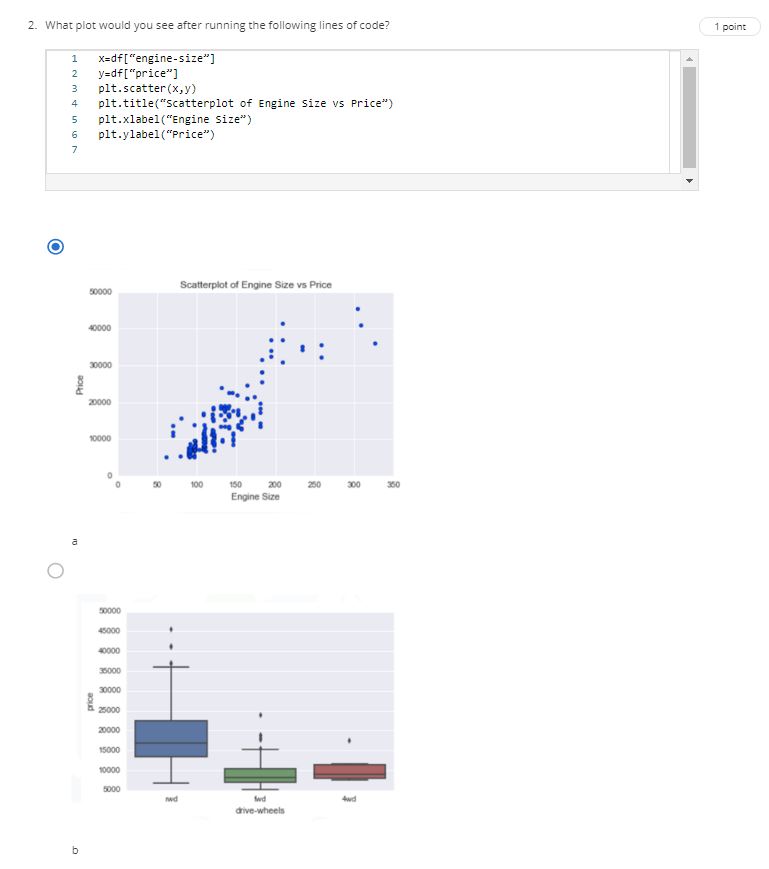 2. What plot would you see after running the following lines of code?
1 point
1 x=df[“engine-size”]
2 y=df[“price”]
3 plt.scatter(x,y)
4 plt.title(“Scatterplot of Engine Size vs Price”)
5 plt.xlabel(“Engine Size”)
6 plt.ylabel(“Price”)
7
Scatterplot of Engine Size vs Price
50000
40000
30000
20000
10000
0
Price
0 50 100 150 200 250 300 350
Engine Size
a
50000
45000
40000
35000
30000
25000
20000
15000
10000
5000
price
rwd fwd 4wd
drive-wheels
b